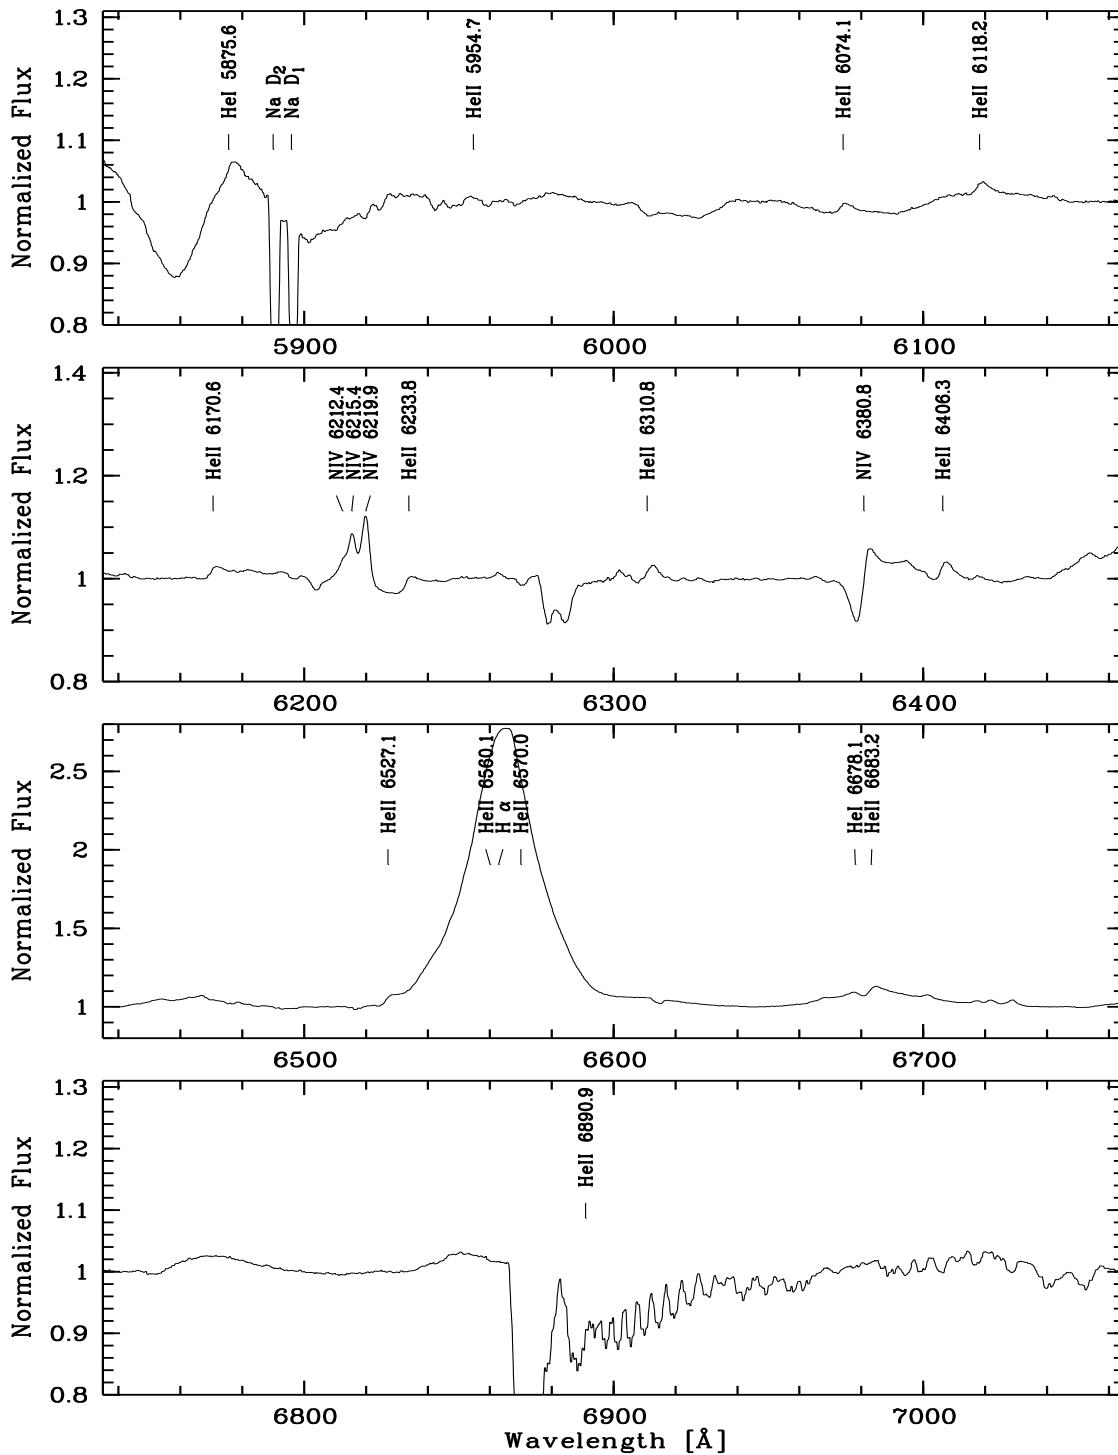 Normalized Flux
1.3
1.2
1.1
1
0.9
0.8
HeI 5875.6
Na D2
Na D1
HeII 5954.7
HeII 6074.1
HeII 6118.2
5900
6000
6100
Normalized Flux
1.4
1.2
1
0.8
HeII 6170.6
NIV 6212.4
NIV 6215.4
NIV 6219.9
HeII 6233.8
HeII 6310.8
NIV 6380.8
HeII 6406.3
6200
6300
6400
Normalized Flux
2.5
2
1.5
1
HeII 6527.1
HeII 6560.1
H α
HeII 6570.0
HeI 6678.1
HeII 6683.2
6500
6600
6700
Normalized Flux
1.3
1.2
1.1
1
0.9
0.8
HeII 6890.9
6800
6900
7000
Wavelength [Å]